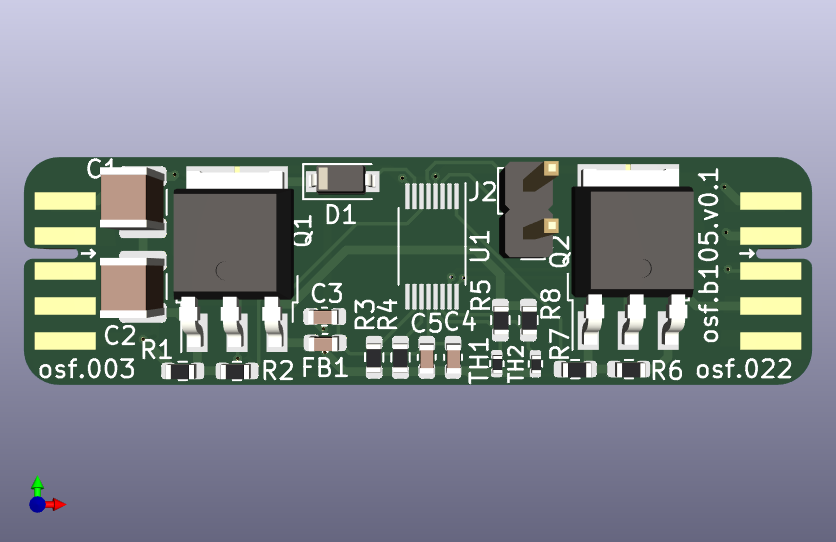 C1
J2
D1
Q1
U1
Q2
osf.b105.v0.1
C3
R3
R4
C5
C4
R5
R8
C2
R1
R2
FB1
TH1
TH2
R7
R6
osf.003
osf.022